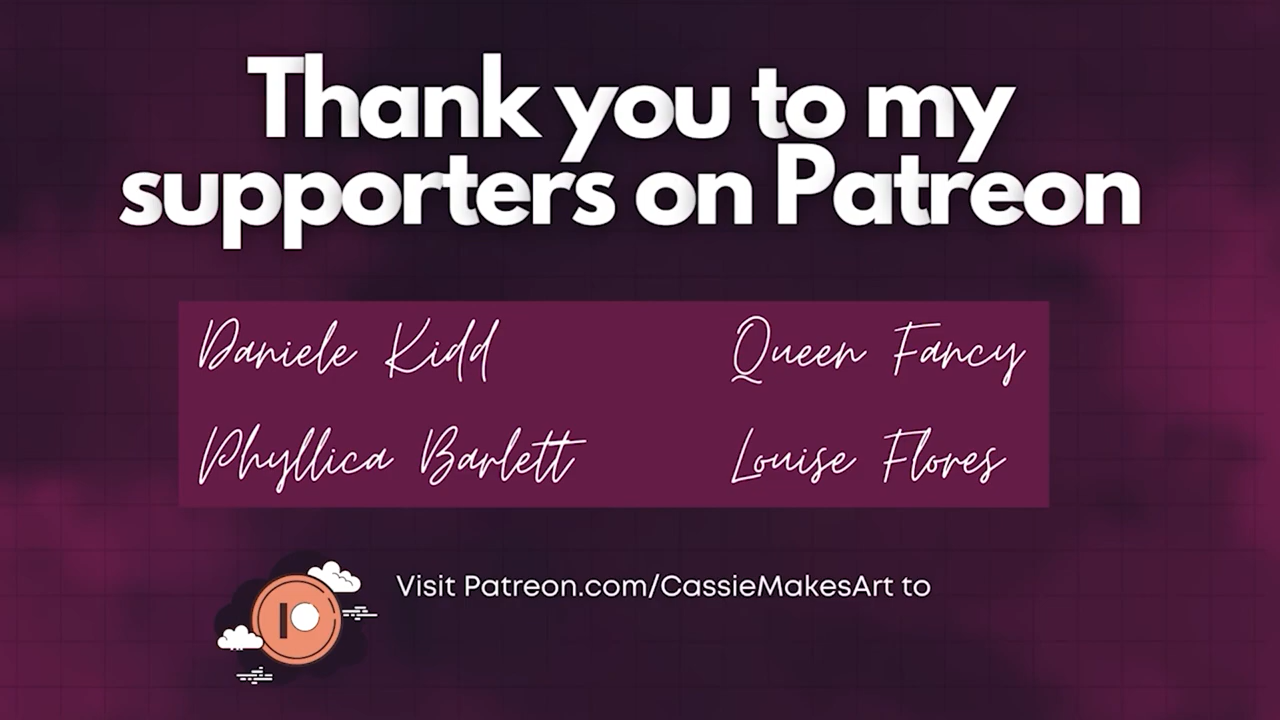 Thank you to my
supporters on Patreon
Daniele Kidd
Queen Fancy
Phyllica Barlett
Louise Flores
Visit Patreon.com/CassieMakesArt to